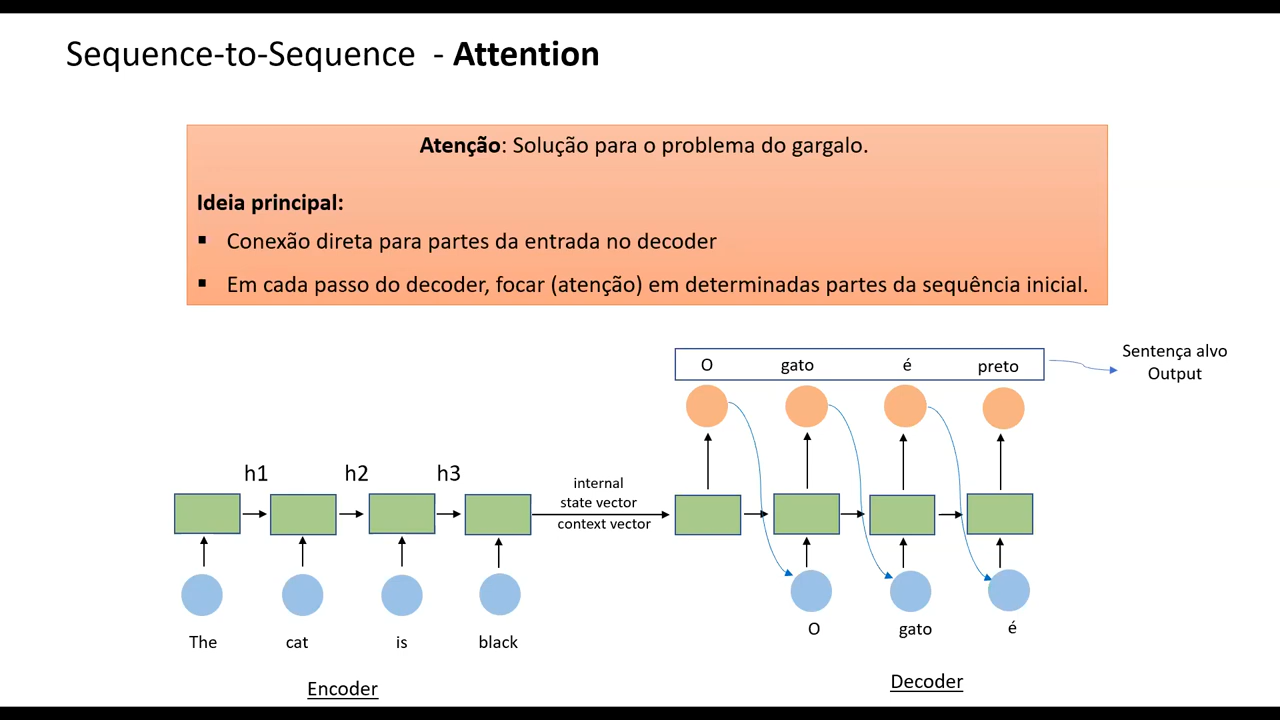 Sequence-to-Sequence - Attention
Atenção: Solução para o problema do gargalo.
Ideia principal:
▪ Conexão direta para partes da entrada no decoder
▪ Em cada passo do decoder, focar (atenção) em determinadas partes da sequência inicial.
O gato é preto
Sentença alvo
Output
h1 h2 h3
internal
state vector
context vector
The cat is black
O gato é
Encoder
Decoder